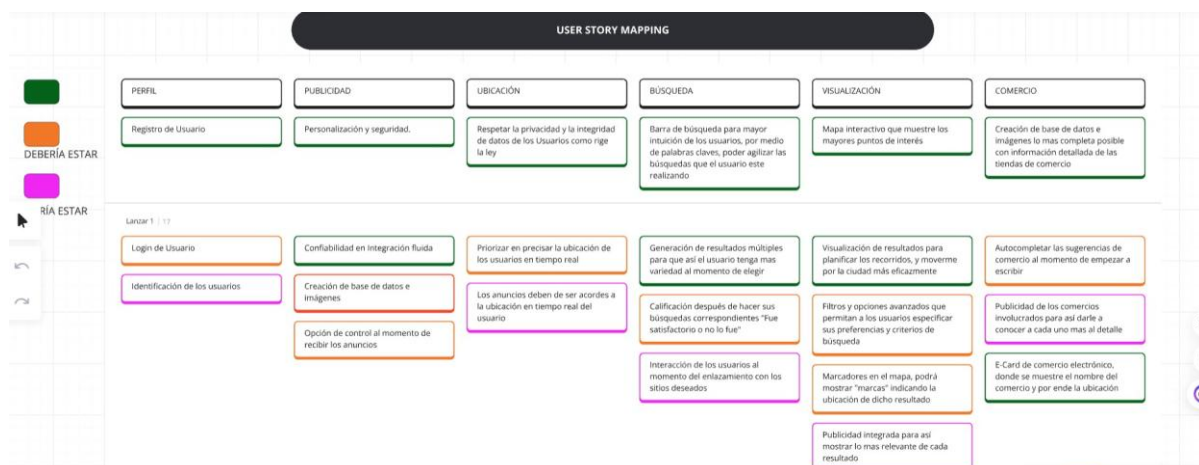 USER STORY MAPPING
DEBERÍA ESTAR
RÍA ESTAR
PERFIL
PUBLICIDAD
UBICACIÓN
BÚSQUEDA
VISUALIZACIÓN
COMERCIO
Registro de Usuario
Personalización y seguridad.
Respetar la privacidad y la integridad
de datos de los Usuarios como rige
la ley
Barra de búsqueda para mayor
intuición de los usuarios, por medio
de palabras claves, poder agilizar las
búsquedas que el usuario este
realizando
Mapa interactivo que muestre los
mayores puntos de interés
Creación de base de datos e
imágenes lo mas completa posible
con información detallada de las
tiendas de comercio
Lanzar 1 17
Login de Usuario
Identificación de los usuarios
Confiabilidad en Integración fluida
Creación de base de datos e
imágenes
Opción de control al momento de
recibir los anuncios
Priorizar en precisar la ubicación de
los usuarios en tiempo real
Los anuncios deben de ser acordes a
la ubicación en tiempo real del
usuario
Generación de resultados múltiples
para que así el usuario tenga mas
variedad al momento de elegir
Calificación después de hacer sus
búsquedas correspondientes "Fue
satisfactorio o no lo fue"
Interacción de los usuarios al
momento del enlazamiento con los
sitios deseados
Visualización de resultados para
planificar los recorridos, y moverme
por la ciudad más eficazmente
Filtros y opciones avanzados que
permitan a los usuarios especificar
sus preferencias y criterios de
búsqueda
Marcadores en el mapa, podrá
mostrar "marcas" indicando la
ubicación de dicho resultado
Publicidad integrada para así
mostrar lo mas relevante de cada
resultado
Autocompletar las sugerencias de
comercio al momento de empezar a
escribir
Publicidad de los comercios
involucrados para así darle a
conocer a cada uno mas al detalle
E-Card de comercio electrónico,
donde se muestre el nombre del
comercio y por ende la ubicación